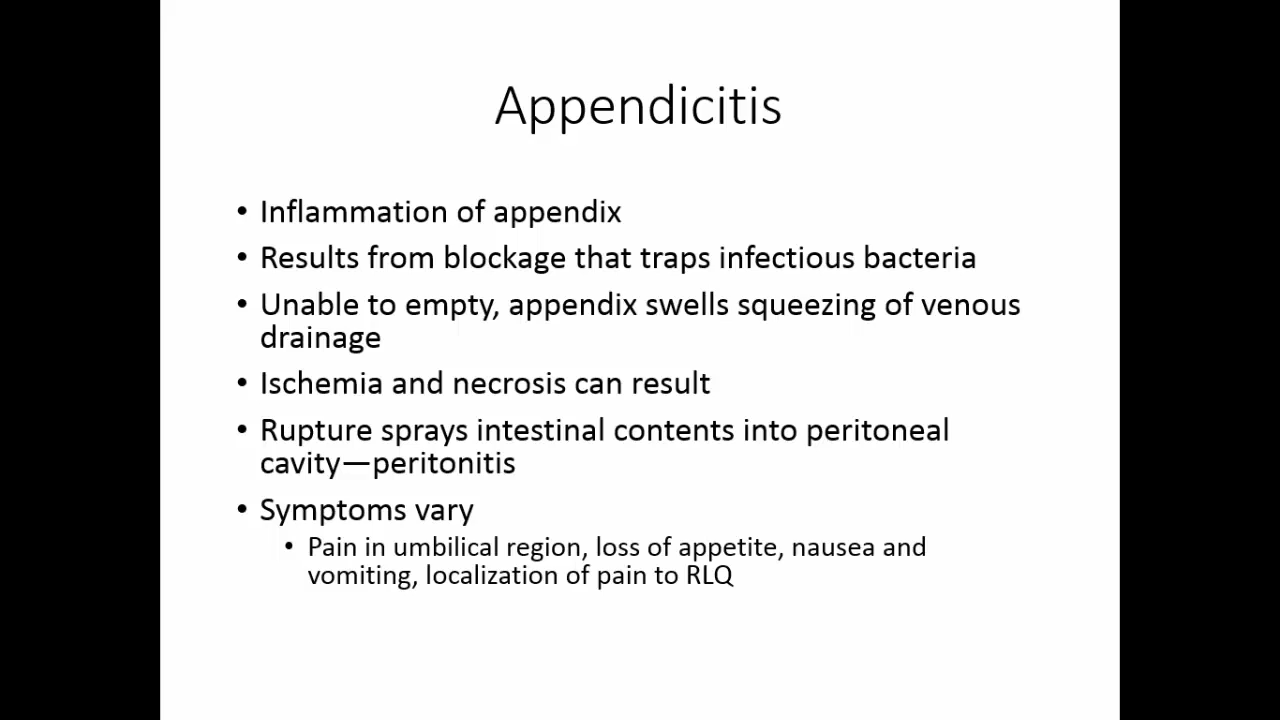 Appendicitis
• Inflammation of appendix
• Results from blockage that traps infectious bacteria
• Unable to empty, appendix swells squeezing of venous
drainage
• Ischemia and necrosis can result
• Rupture sprays intestinal contents into peritoneal
cavity—peritonitis
• Symptoms vary
• Pain in umbilical region, loss of appetite, nausea and
vomiting, localization of pain to RLQ